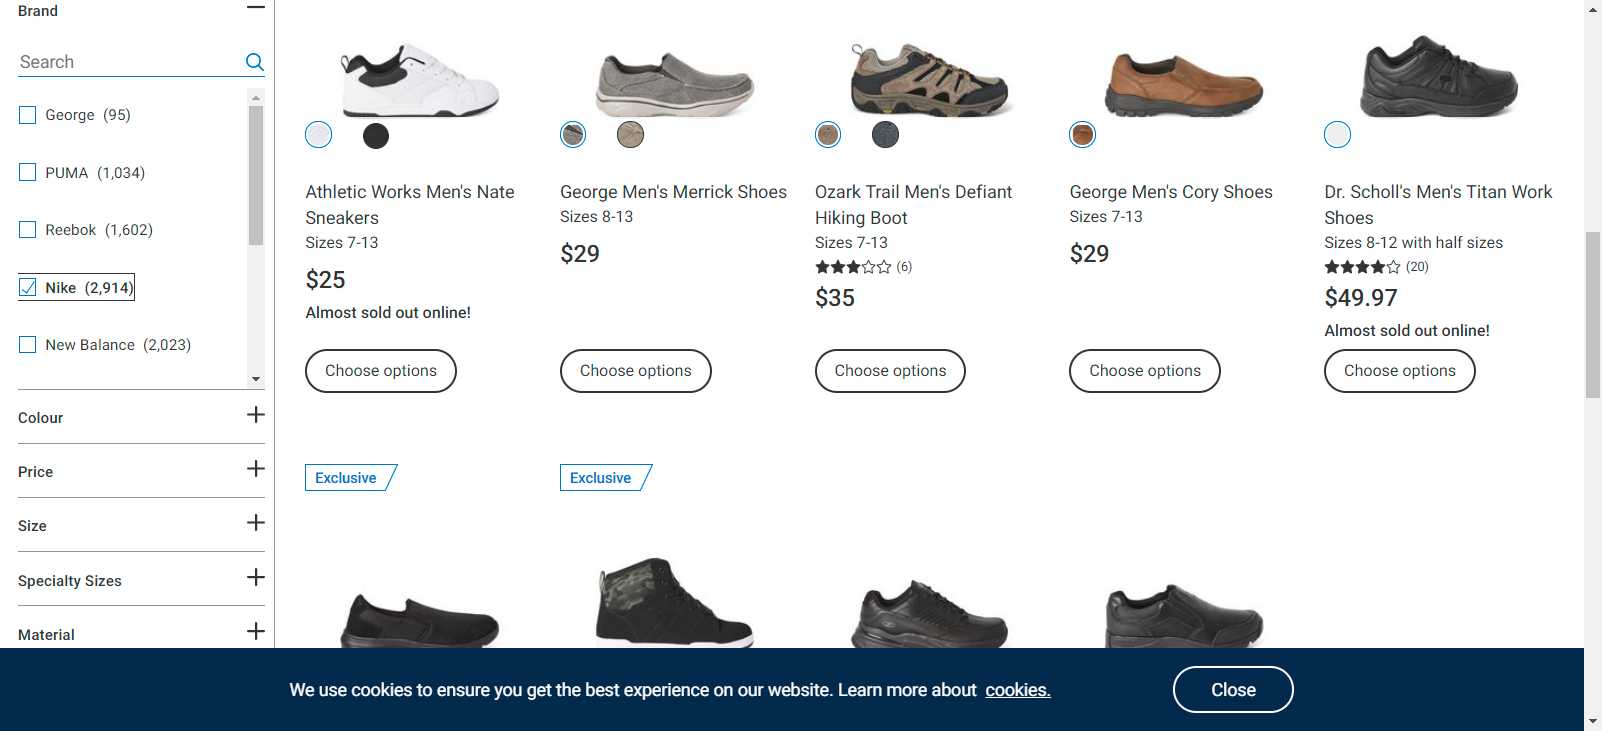 Brand
Search
George (95)
PUMA (1,034)
Reebok (1,602)
Nike (2,914)
New Balance (2,023)
Colour
Price
Size
Specialty Sizes
Material
Athletic Works Men's Nate
Sneakers
Sizes 7-13
$25
Almost sold out online!
Choose options
George Men's Merrick Shoes
Sizes 8-13
$29
Choose options
Ozark Trail Men's Defiant
Hiking Boot
Sizes 7-13
(6)
$35
Choose options
George Men's Cory Shoes
Sizes 7-13
$29
Choose options
Dr. Scholl's Men's Titan Work
Shoes
Sizes 8-12 with half sizes
(20)
$49.97
Almost sold out online!
Choose options
Exclusive
Exclusive
We use cookies to ensure you get the best experience on our website. Learn more about cookies.
Close